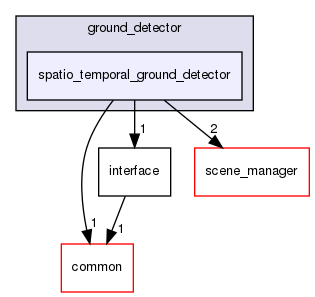 ground_detector
spatio_temporal_ground_detector
1
2
interface
scene_manager
1
1
common